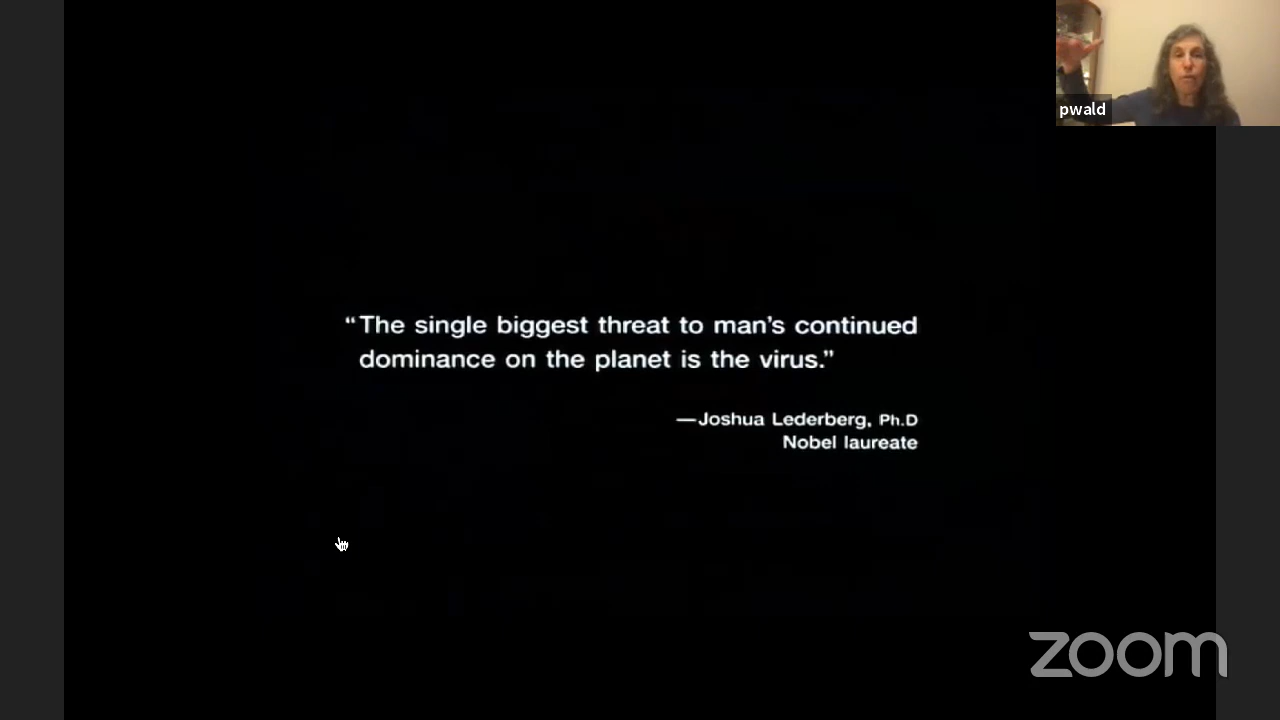 pwald
“The single biggest threat to man’s continued
dominance on the planet is the virus.”
—Joshua Lederberg, Ph.D
Nobel laureate
zoom